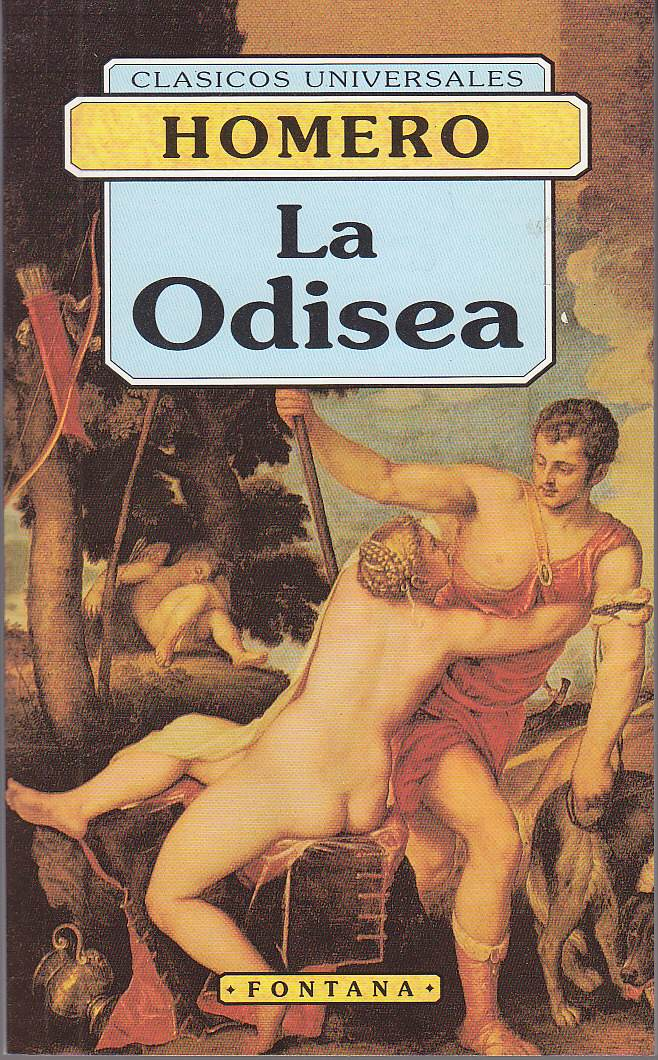 CLASICOS UNIVERSALES
HOMERO
La
Odisea
FONTANA